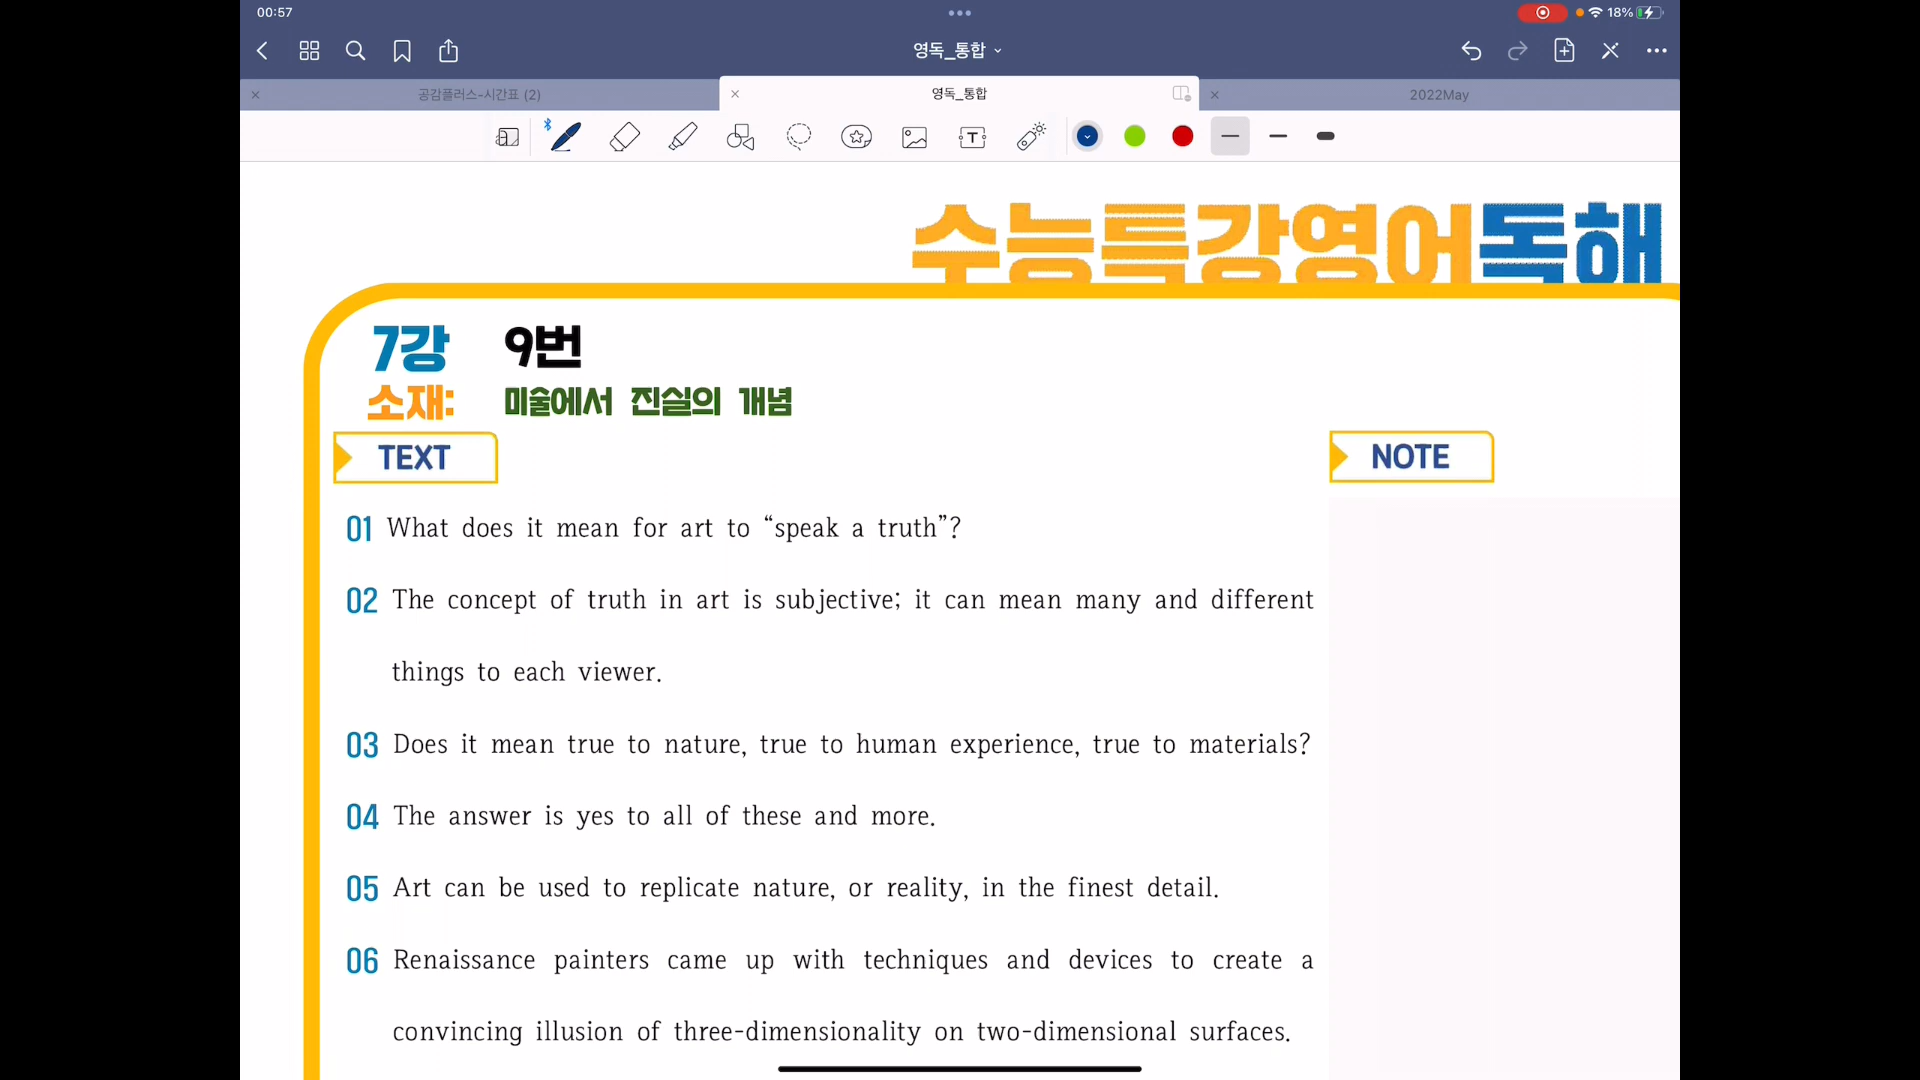 00:57
18%
영독_통합
공감플러스-시간표 (2)
영독_통합
2022May
수능특강영어독해
7강 9번
소재: 미술에서 진실의 개념
TEXT
NOTE
01 What does it mean for art to “speak a truth”?
02 The concept of truth in art is subjective; it can mean many and different
things to each viewer.
03 Does it mean true to nature, true to human experience, true to materials?
04 The answer is yes to all of these and more.
05 Art can be used to replicate nature, or reality, in the finest detail.
06 Renaissance painters came up with techniques and devices to create a
convincing illusion of three-dimensionality on two-dimensional surfaces.